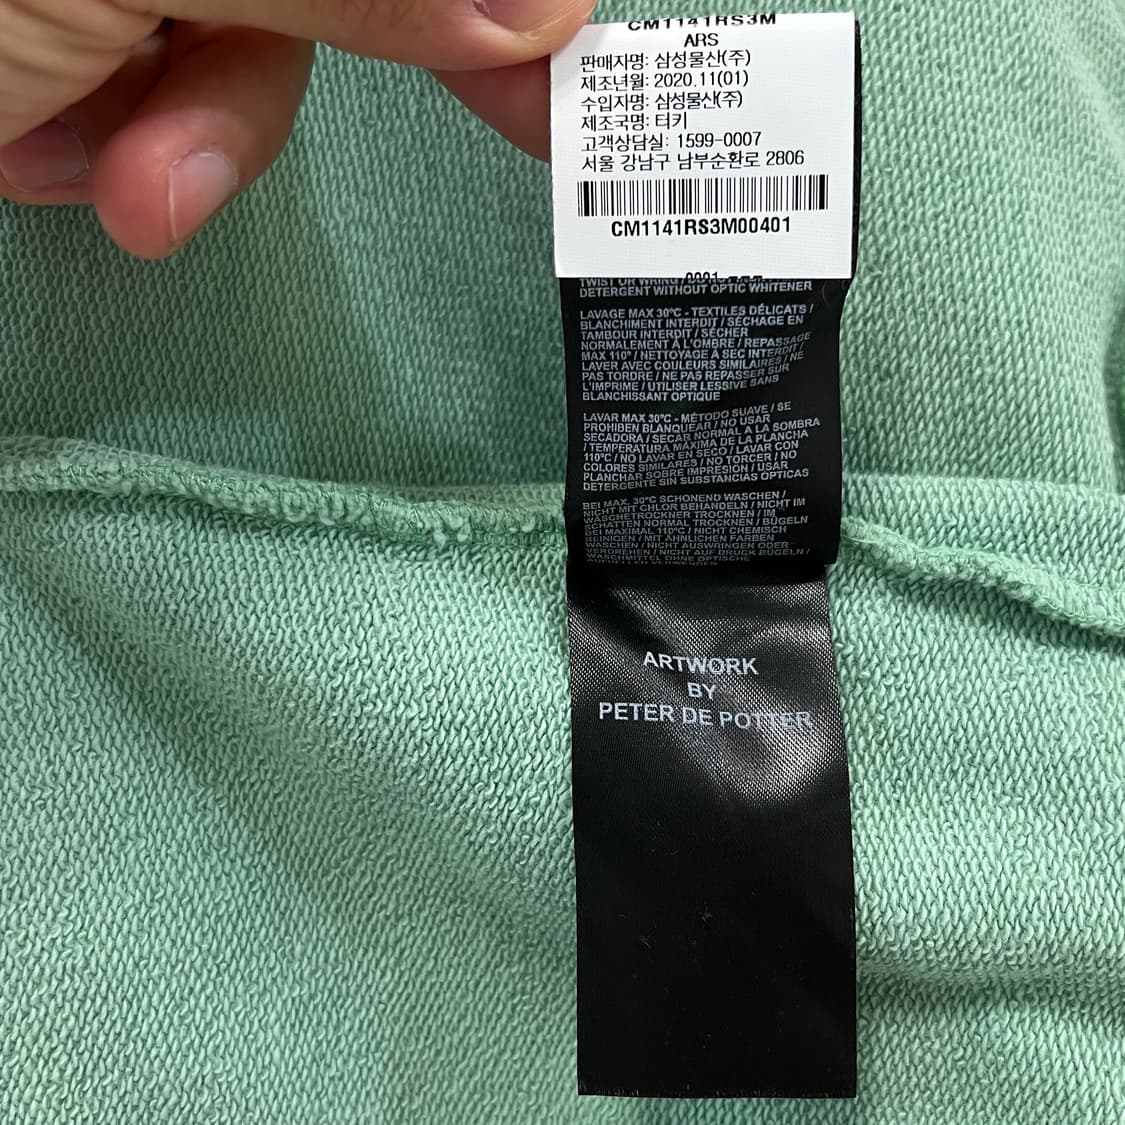 CM1141RS3M
ARS
판매자명: 삼성물산(주)
제조년월: 2020.11(01)
수입자명: 삼성물산(주)
제조국명: 터키
고객상담실: 1599-0007
서울 강남구 남부순환로 2806
CM1141RS3M00401
TWIST OR WRING /
DETERGENT WITHOUT OPTIC WHITENER
LAVAGE MAX 30°C - TEXTILES DÉLICATS /
BLANCHIMENT INTERDIT / SÉCHAGE EN
TAMBOUR INTERDIT / SÉCHER
NORMALEMENT À L'OMBRE / REPASSAGE
MAX 110° / NETTOYAGE À SEC INTERDIT /
LAVER AVEC COULEURS SIMILAIRES / NE
PAS TORDRE / NE PAS REPASSER SUR
L'IMPRIME / UTILISER LESSIVE SANS
BLANCHISSANT OPTIQUE
LAVAR MAX 30°C - MÉTODO SUAVE / SE
PROHIBEN BLANQUEAR / NO USAR
SECADORA / SECAR NORMAL A LA SOMBRA
/ TEMPERATURA MÁXIMA DE LA PLANCHA
110°C / NO LAVAR EN SECO / LAVAR CON
COLORES SIMILARES / NO TORCER / NO
PLANCHAR SOBRE IMPRESIÓN / USAR
DETERGENTE SIN SUBSTANCIAS ÓPTICAS
BEI MAX. 30°C SCHONEND WASCHEN /
NICHT MIT CHLOR BEHANDELN / NICHT IM
WÄSCHETROCKNER TROCKNEN / IM
SCHATTEN NORMAL TROCKNEN / BÜGELN
BEI MAXIMAL 110°C / NICHT CHEMISCH
REINIGEN / MIT ÄHNLICHEN FARBEN
WASCHEN / NICHT AUSWRINGEN ODER
VERDREHEN / NICHT AUF DRUCK BÜGELN /
WASCHMITTEL OHNE OPTISCHE
AUFHELLER VERWENDEN
ARTWORK
BY
PETER DE POTTER